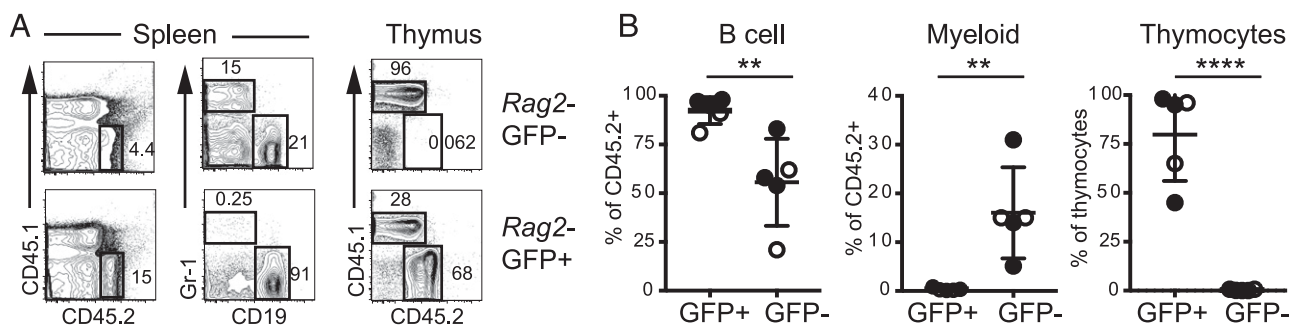 A
Spleen
Thymus
CD45.1
4.4
15
CD45.2
15
21
0.25
91
Gr-1
CD19
96
0.062
28
68
CD45.1
CD45.2
Rag2-
GFP-
Rag2-
GFP+
B
B cell
**
% of CD45.2+
100
75
50
25
0
GFP+ GFP-
Myeloid
**
% of CD45.2+
40
30
20
10
0
GFP+ GFP-
Thymocytes
****
% of thymocytes
100
75
50
25
0
GFP+ GFP-